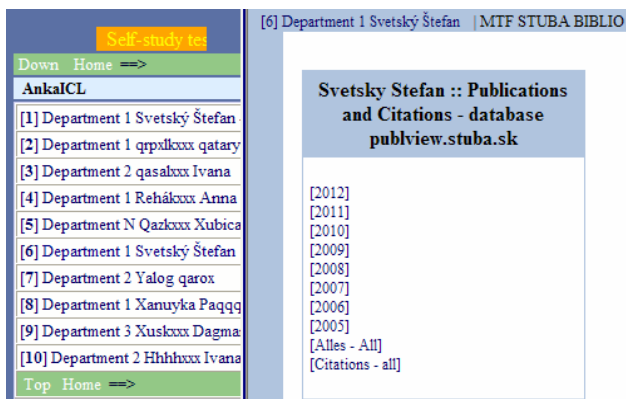 Self-study tes
Down Home ==>
AnkaICL
[1] Department 1 Svetský Štefan
[2] Department 1 qrpxlkxxx qatary
[3] Department 2 qasalxxx Ivana
[4] Department 1 Rehákxxx Anna
[5] Department N Qazkxxx Xubica
[6] Department 1 Svetský Štefan
[7] Department 2 Yalog qarox
[8] Department 1 Xanuyka Paqqq
[9] Department 3 Xuskxxx Dagma
[10] Department 2 Hhhhxxx Ivana
Top Home ==>
[6] Department 1 Svetský Štefan | MTF STUBA BIBLIO
Svetsky Stefan :: Publications
and Citations - database
publview.stuba.sk
[2012]
[2011]
[2010]
[2009]
[2008]
[2007]
[2006]
[2005]
[Alles - All]
[Citations - all]